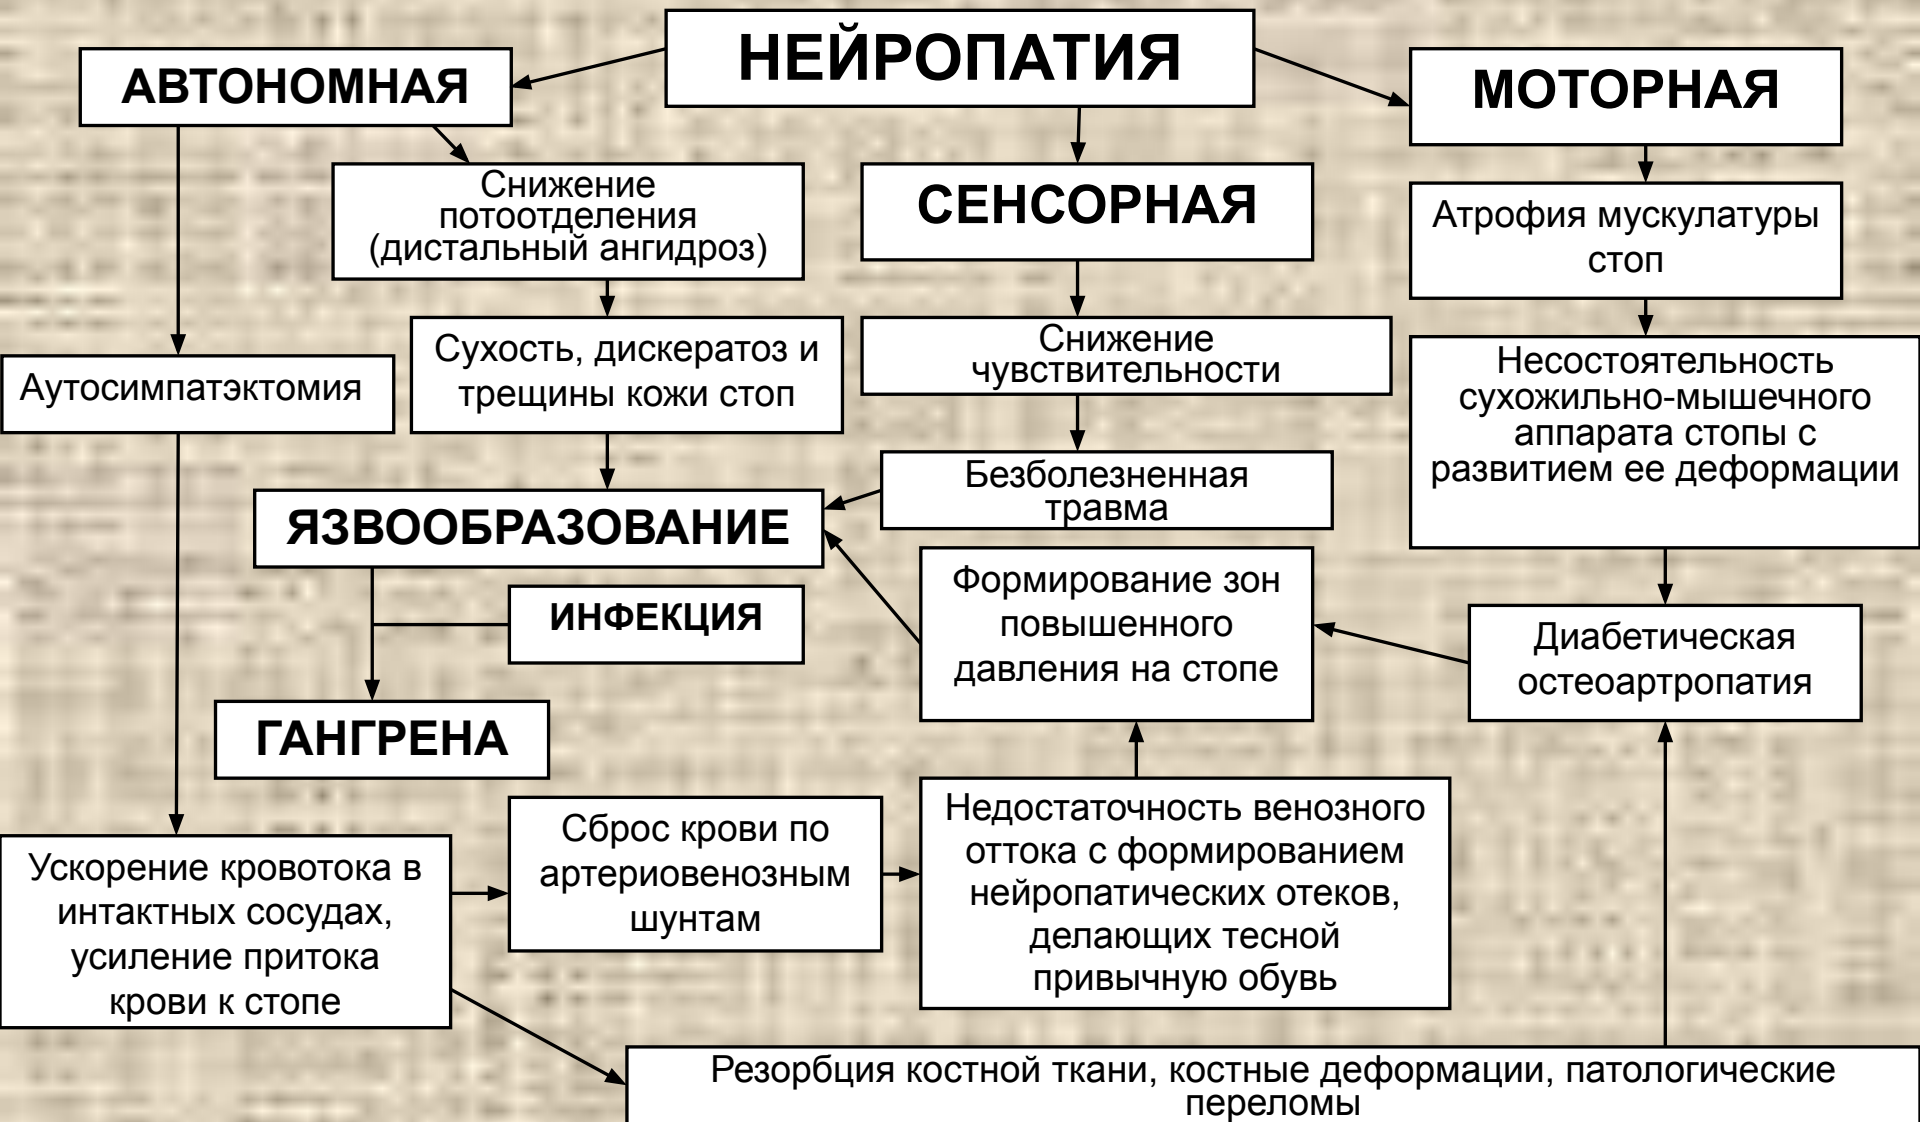 НЕЙРОПАТИЯ
АВТОНОМНАЯ
МОТОРНАЯ
Снижение
потоотделения
(дистальный ангидроз)
СЕНСОРНАЯ
Атрофия мускулатуры
стоп
Аутосимпатэктомия
Сухость, дискератоз и
трещины кожи стоп
Снижение
чувствительности
Несостоятельность
сухожильно-мышечного
аппарата стопы с
развитием ее деформации
Безболезненная
травма
ЯЗВООБРАЗОВАНИЕ
ИНФЕКЦИЯ
Формирование зон
повышенного
давления на стопе
Диабетическая
остеоартропатия
ГАНГРЕНА
Ускорение кровотока в
интактных сосудах,
усиление притока
крови к стопе
Сброс крови по
артериовенозным
шунтам
Недостаточность венозного
оттока с формированием
нейропатических отеков,
делающих тесной
привычную обувь
Резорбция костной ткани, костные деформации, патологические
переломы